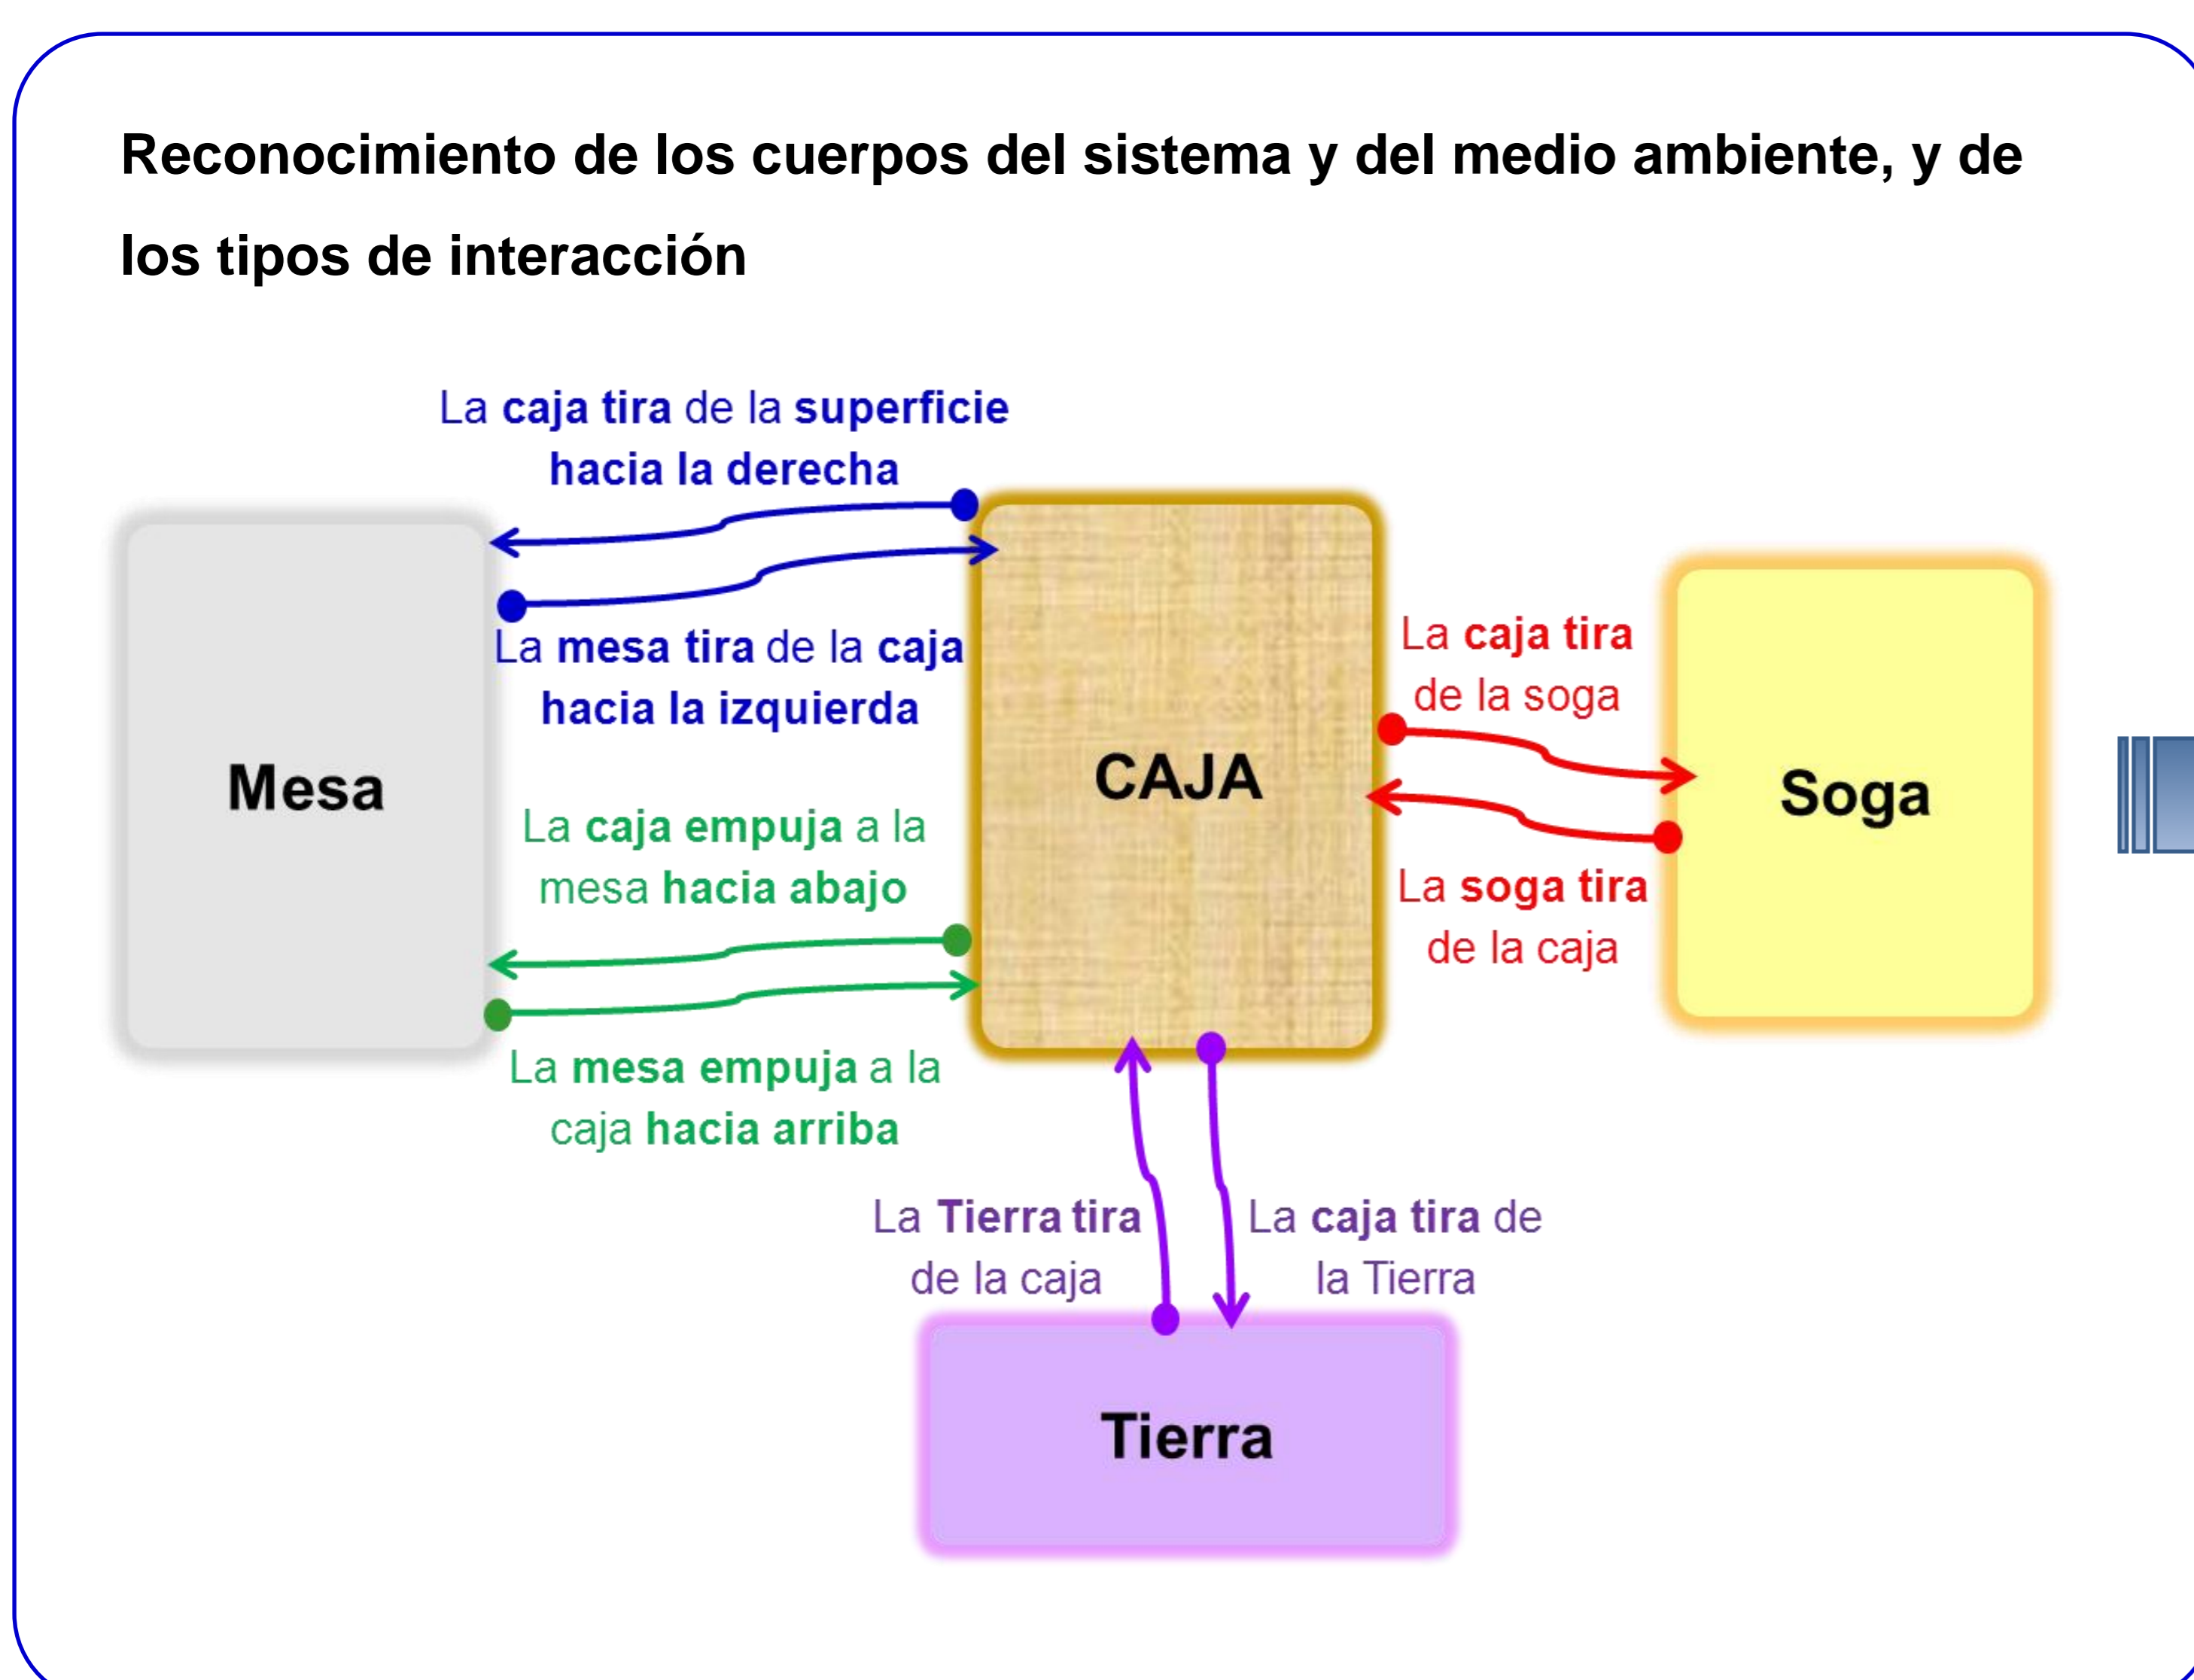 Reconocimiento de los cuerpos del sistema y del medio ambiente, y de
los tipos de interacción
La caja tira de la superficie
hacia la derecha
La mesa tira de la caja
hacia la izquierda
Mesa
La caja empuja a la
mesa hacia abajo
La mesa empuja a la
caja hacia arriba
CAJA
La caja tira
de la soga
La soga tira
de la caja
Soga
La Tierra tira
de la caja
La caja tira de
la Tierra
Tierra